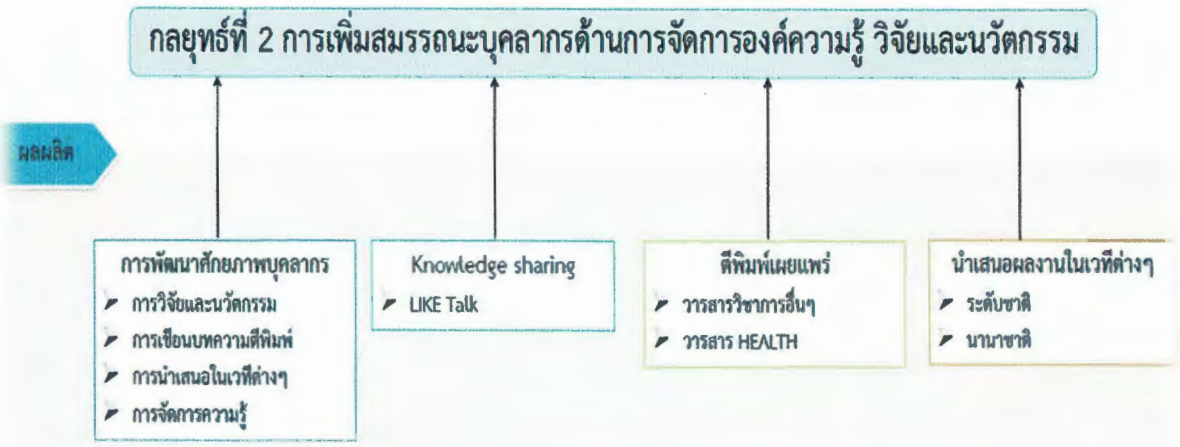 กลยุทธ์ที่ 2 การเพิ่มสมรรถนะบุคลากรด้านการจัดการองค์ความรู้ วิจัยและนวัตกรรม
ผลผลิต
การพัฒนาศักยภาพบุคลากร
➤ การวิจัยและนวัตกรรม
➤ การเขียนบทความตีพิมพ์
➤ การนำเสนอในเวทีต่างๆ
➤ การจัดการความรู้
Knowledge sharing
➤ LIKE Talk
ตีพิมพ์เผยแพร่
➤ วารสารวิชาการอื่นๆ
➤ วารสาร HEALTH
นำเสนอผลงานในเวทีต่างๆ
➤ ระดับชาติ
➤ นานาชาติ